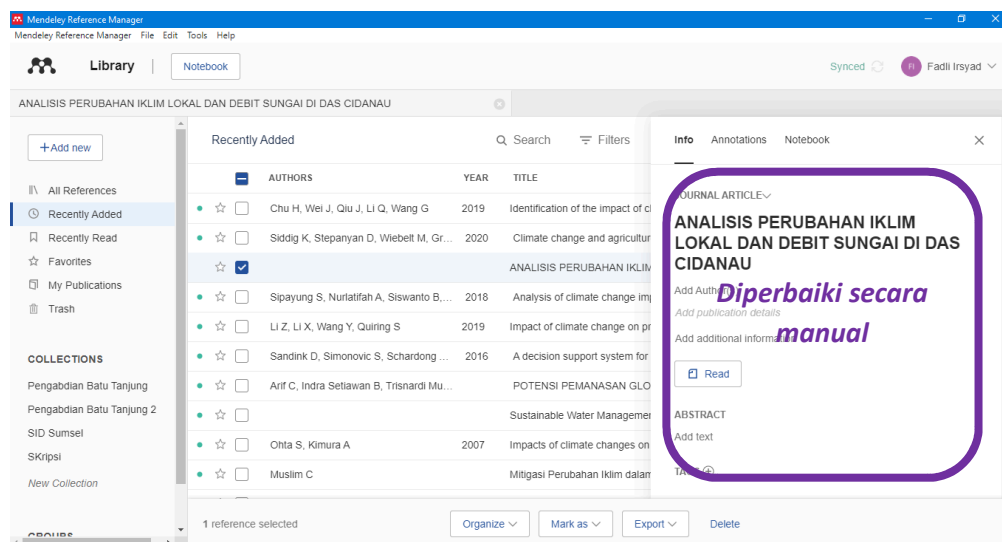 Mendeley Reference Manager
Mendeley Reference Manager File Edit Tools Help
Library Notebook Synced FI Fadli Irsyad
ANALISIS PERUBAHAN IKLIM LOKAL DAN DEBIT SUNGAI DI DAS CIDANAU
+Add new
All References
Recently Added
Recently Read
Favorites
My Publications
Trash
COLLECTIONS
Pengabdian Batu Tanjung
Pengabdian Batu Tanjung 2
SID Sumsel
SKripsi
New Collection
GROUPS
Recently Added Search Filters
AUTHORS YEAR TITLE
Chu H, Wei J, Qiu J, Li Q, Wang G 2019 Identification of the impact of cl
Siddig K, Stepanyan D, Wiebelt M, Gr... 2020 Climate change and agricultur
ANALISIS PERUBAHAN IKLIM
Sipayung S, Nurlatifah A, Siswanto B,... 2018 Analysis of climate change imp
Li Z, Li X, Wang Y, Quiring S 2019 Impact of climate change on pr
Sandink D, Simonovic S, Schardong ... 2016 A decision support system for
Arif C, Indra Setiawan B, Trisnardi Mu... POTENSI PEMANASAN GLO
Sustainable Water Managemen
Ohta S, Kimura A 2007 Impacts of climate changes on
Muslim C Mitigasi Perubahan Iklim dalam
1 reference selected Organize Mark as Export Delete
Info Annotations Notebook
JOURNAL ARTICLE
ANALISIS PERUBAHAN IKLIM
LOKAL DAN DEBIT SUNGAI DI DAS
CIDANAU
Add Author
Diperbaiki secara
Add publication details
Add additional information
manual
Read
ABSTRACT
Add text
TAGS